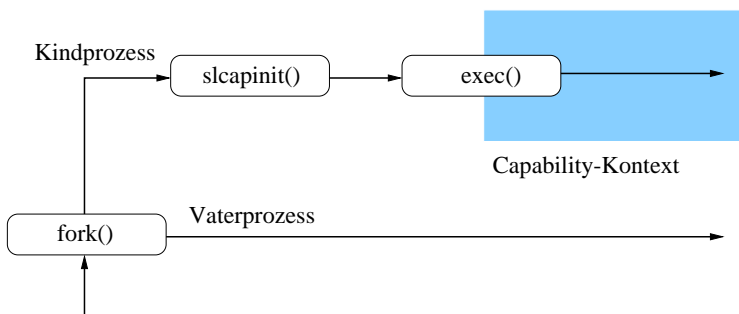 Kindprozess
slcapinit()
exec()
Capability-Kontext
Vaterprozess
fork()